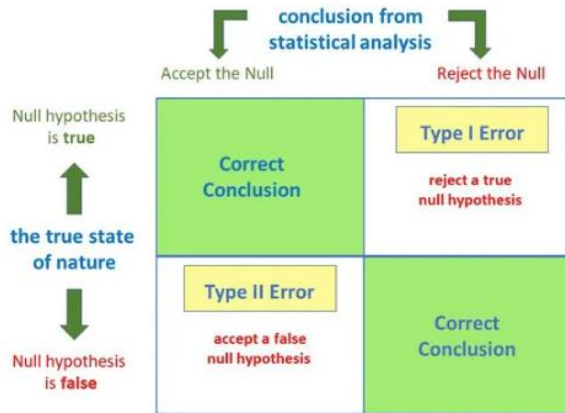 conclusion from
statistical analysis
Accept the Null
Reject the Null
Null hypothesis
is true
Correct
Conclusion
Type I Error
reject a true
null hypothesis
the true state
of nature
Type II Error
accept a false
null hypothesis
Correct
Conclusion
Null hypothesis
is false